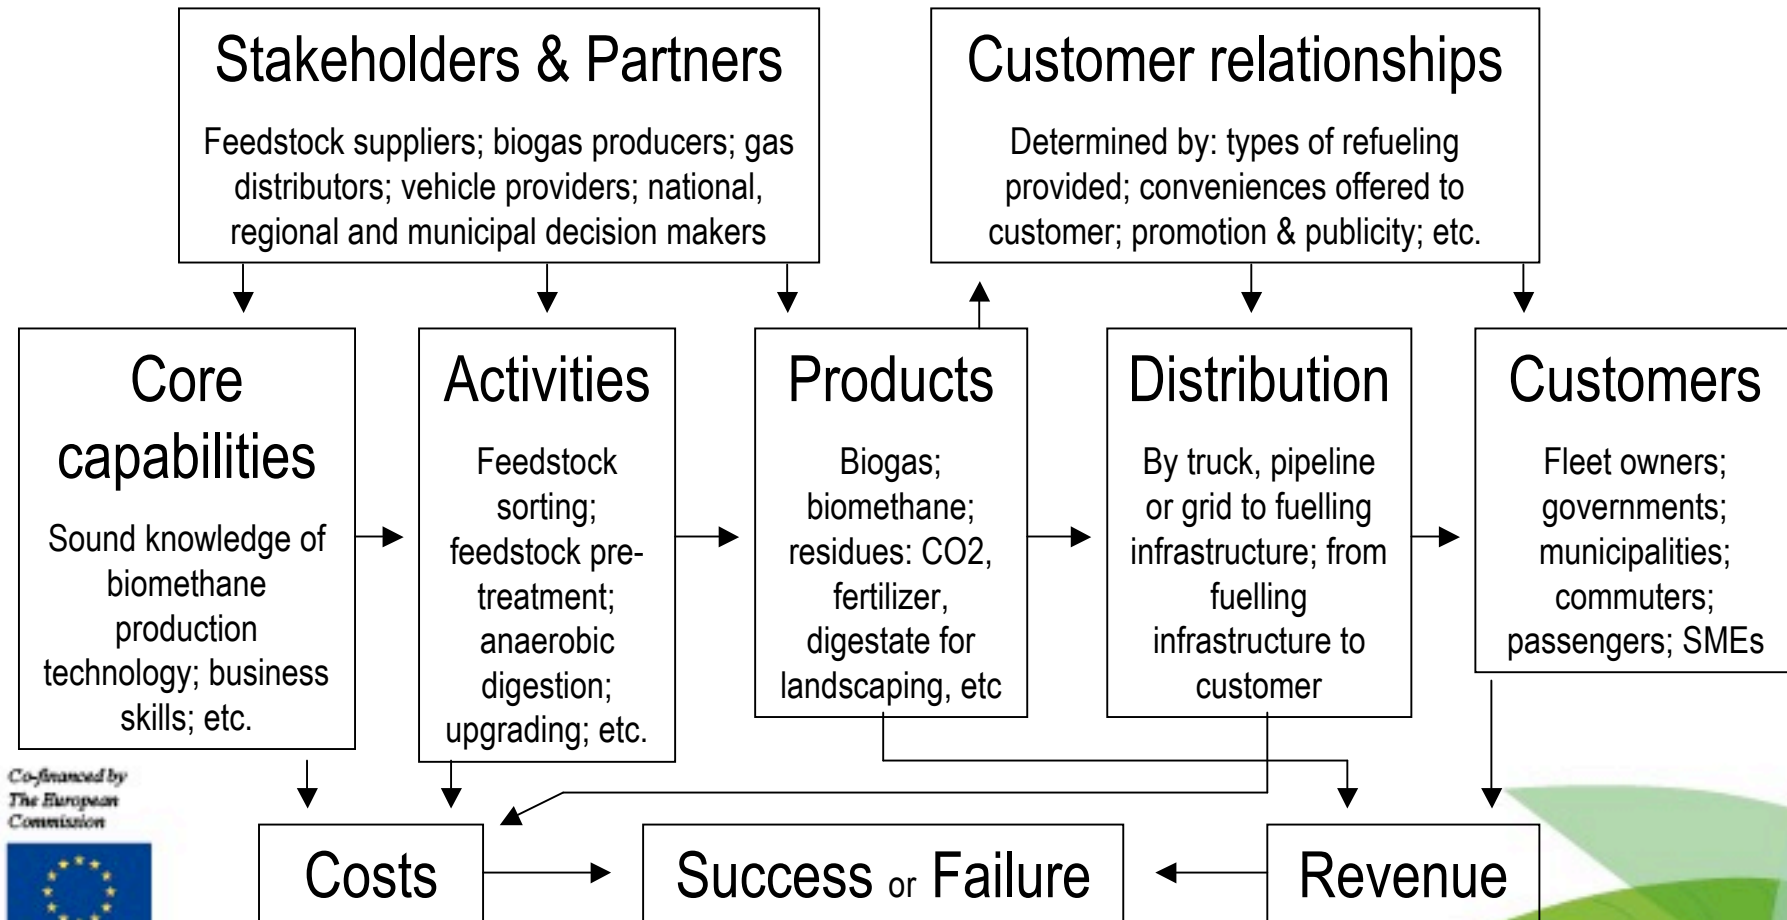 Stakeholders & Partners
Feedstock suppliers; biogas producers; gas
distributors; vehicle providers; national,
regional and municipal decision makers
Customer relationships
Determined by: types of refueling
provided; conveniences offered to
customer; promotion & publicity; etc.
Core
capabilities
Sound knowledge of
biomethane
production
technology; business
skills; etc.
Activities
Feedstock
sorting;
feedstock pre-
treatment;
anaerobic
digestion;
upgrading; etc.
Products
Biogas;
biomethane;
residues: CO2,
fertilizer,
digestate for
landscaping, etc
Distribution
By truck, pipeline
or grid to fuelling
infrastructure; from
fuelling
infrastructure to
customer
Customers
Fleet owners;
governments;
municipalities;
commuters;
passengers; SMEs
Co-financed by
The European
Commission
Costs
Success or Failure
Revenue